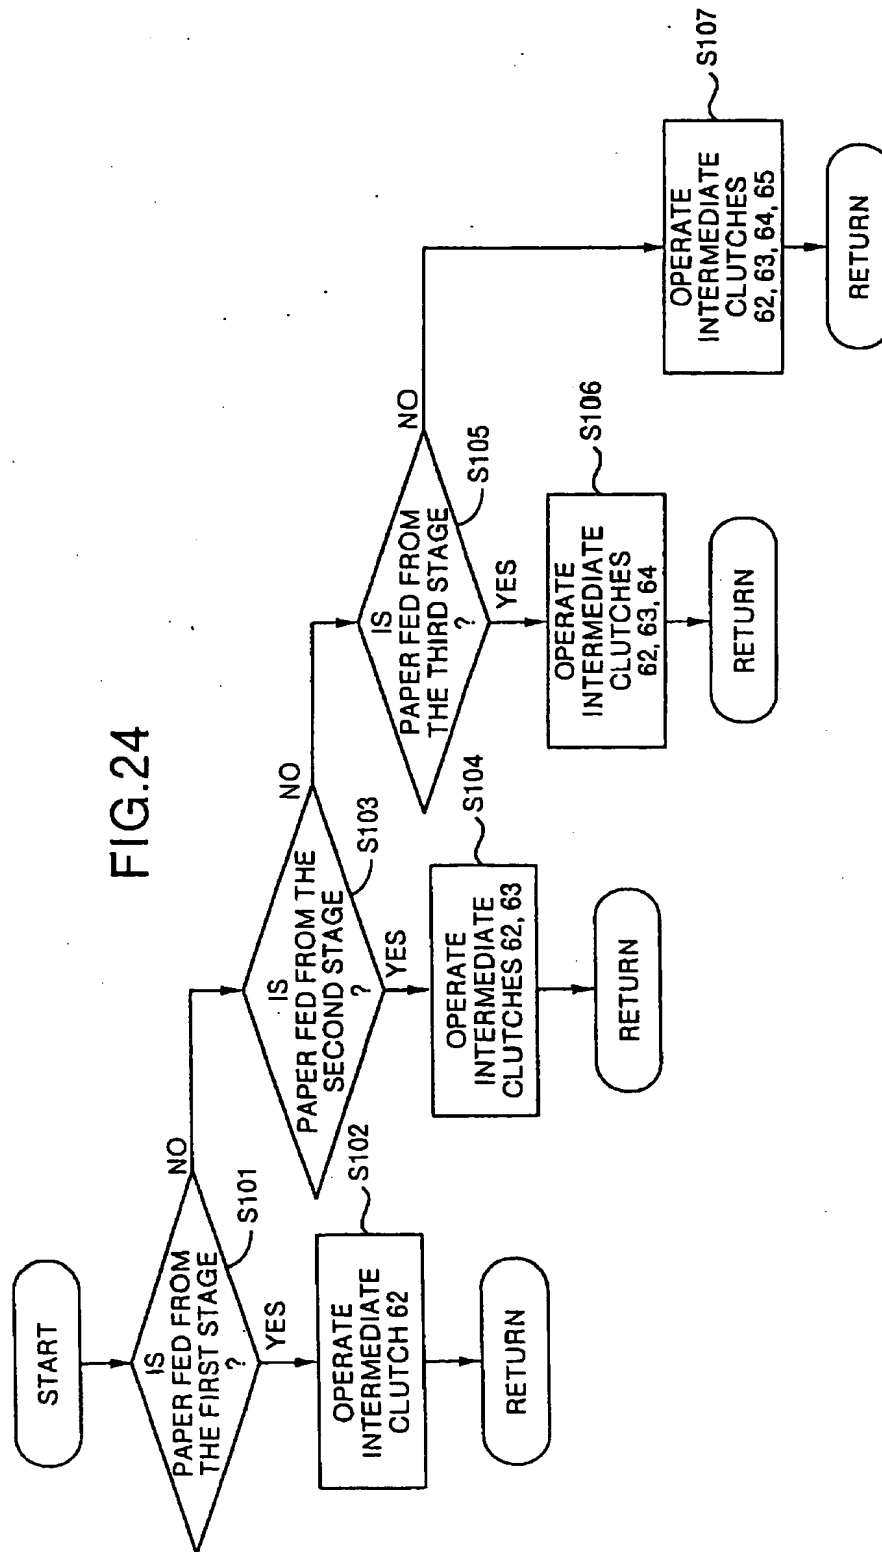 FIG.24
START
IS
PAPER FED FROM
THE FIRST STAGE
?
S101
NO
YES
OPERATE
INTERMEDIATE
CLUTCH 62
S102
RETURN
IS
PAPER FED FROM THE
SECOND STAGE
?
S103
NO
YES
OPERATE
INTERMEDIATE
CLUTCHES 62, 63
S104
RETURN
IS
PAPER FED FROM
THE THIRD STAGE
?
S105
NO
YES
OPERATE
INTERMEDIATE
CLUTCHES
62, 63, 64
S106
RETURN
OPERATE
INTERMEDIATE
CLUTCHES
62, 63, 64, 65
S107
RETURN